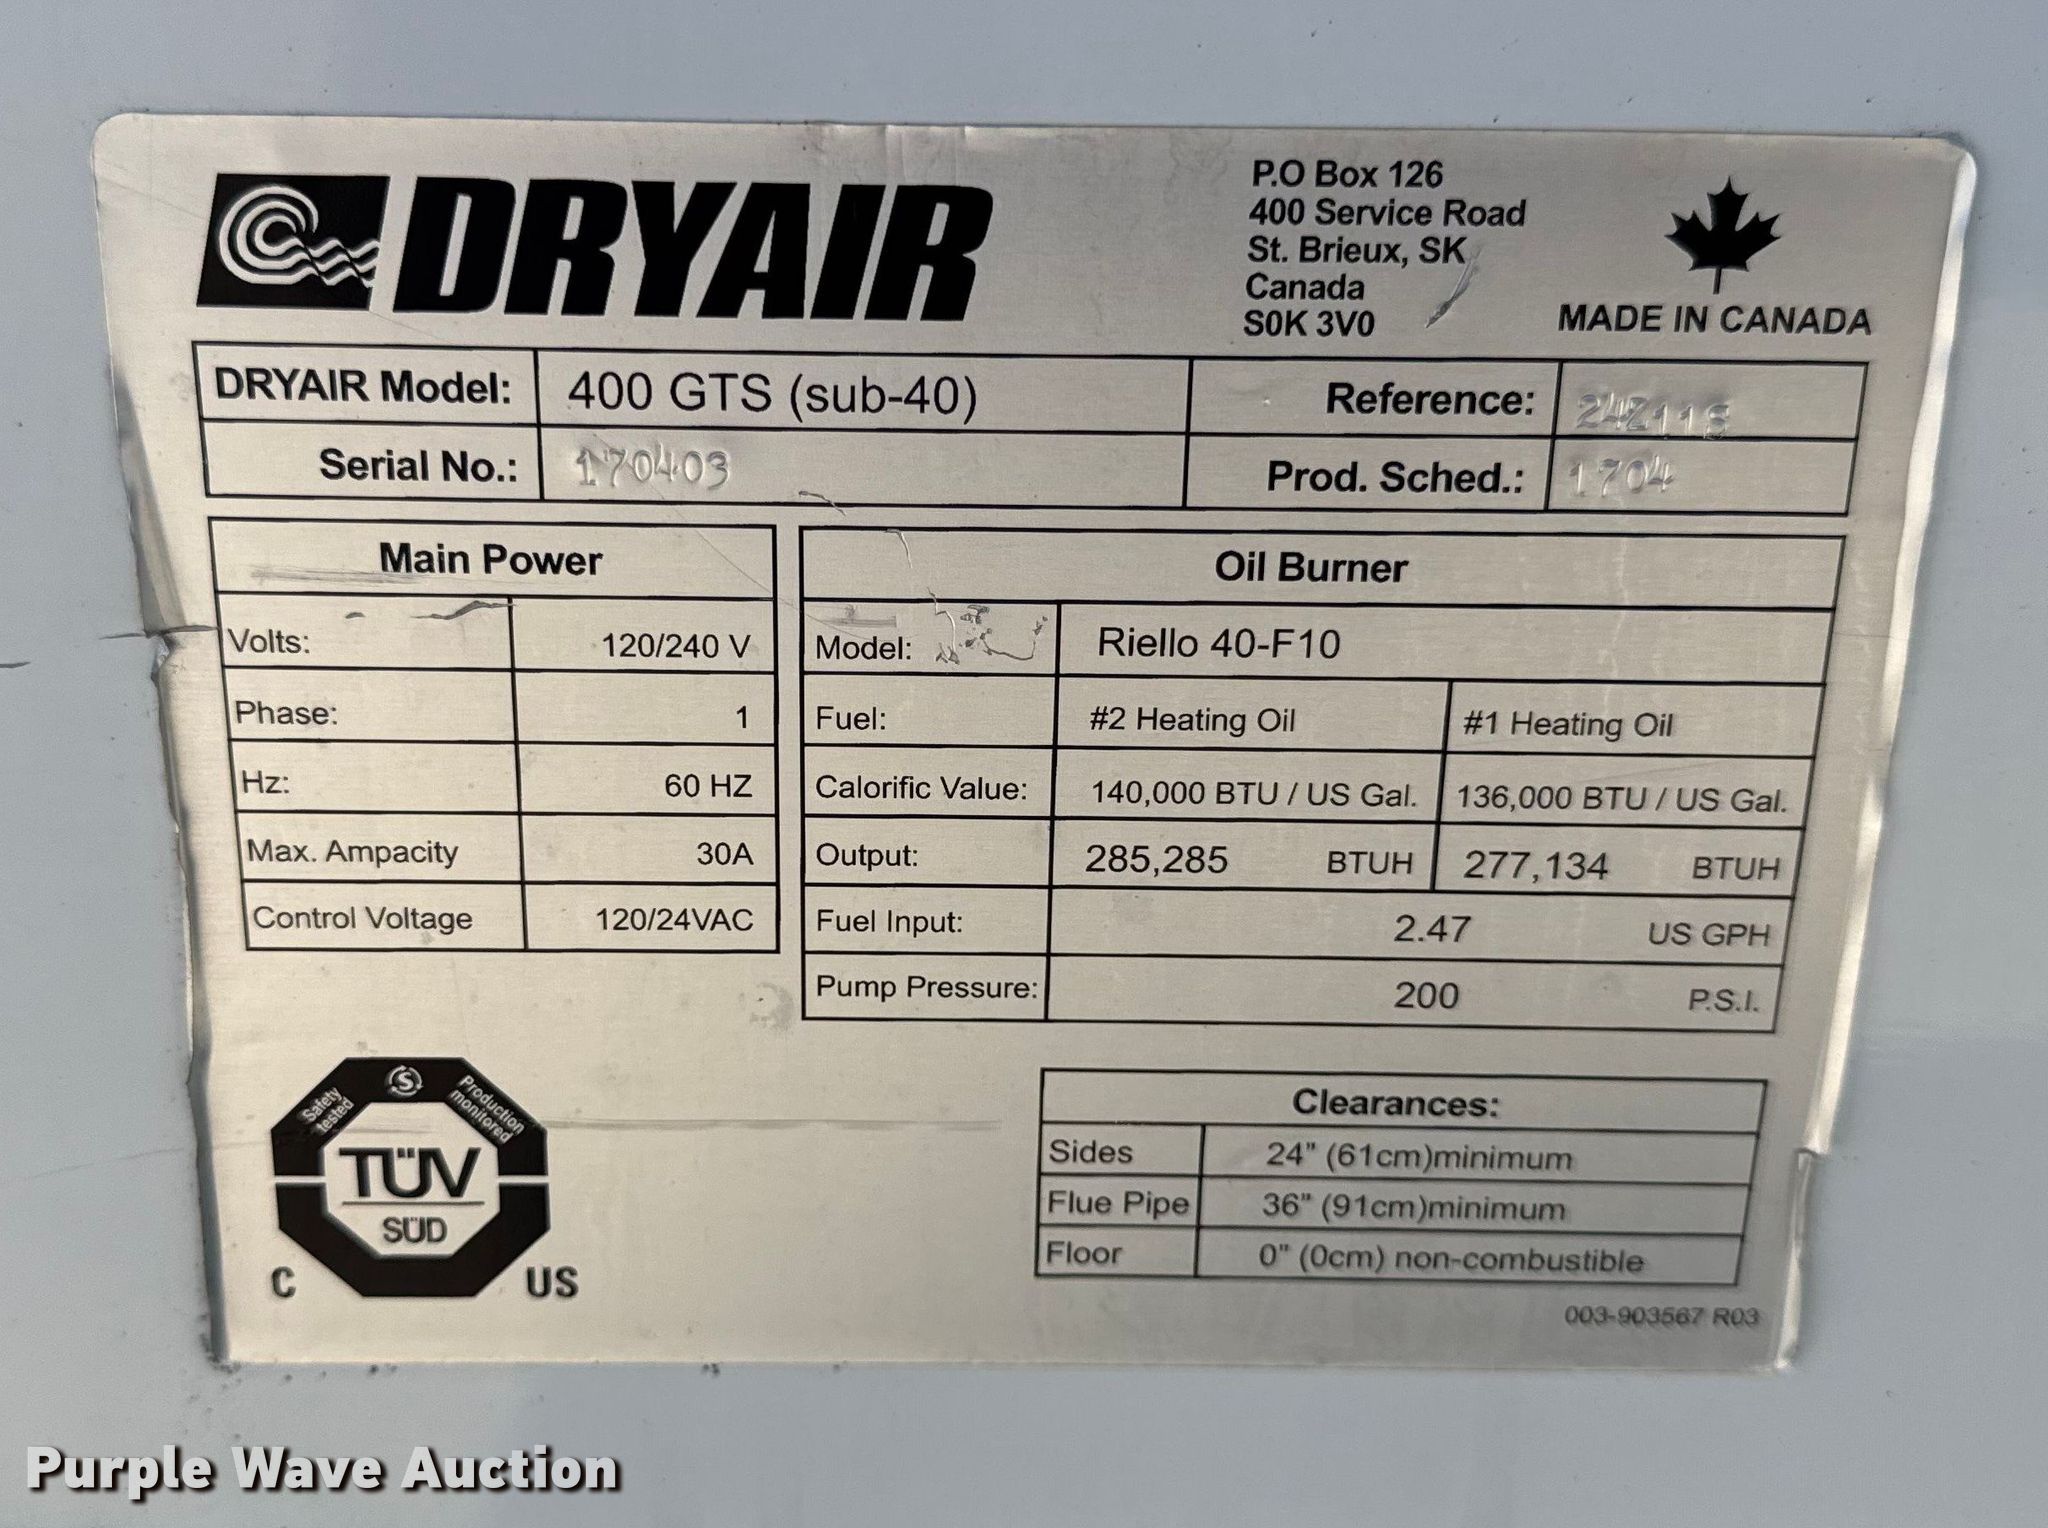 DRYAIR
P.O Box 126
400 Service Road
St. Brieux, SK
Canada
S0K 3V0
MADE IN CANADA
DRYAIR Model: 400 GTS (sub-40) Reference:
Serial No.: 170403 Prod. Sched.: 1704
Main Power
Volts: 120/240 V
Phase: 1
Hz: 60 HZ
Max. Ampacity 30A
Control Voltage 120/24VAC
Oil Burner
Model: Riello 40-F10
Fuel: #2 Heating Oil #1 Heating Oil
Calorific Value: 140,000 BTU / US Gal. 136,000 BTU / US Gal.
Output: 285,285 BTUH 277,134 BTUH
Fuel Input: 2.47 US GPH
Pump Pressure: 200 P.S.I.
Safety tested
S
Production monitored
TÜV
SÜD
C US
Clearances:
Sides 24" (61cm)minimum
Flue Pipe 36" (91cm)minimum
Floor 0" (0cm) non-combustible
003-903567 R03
Purple Wave Auction